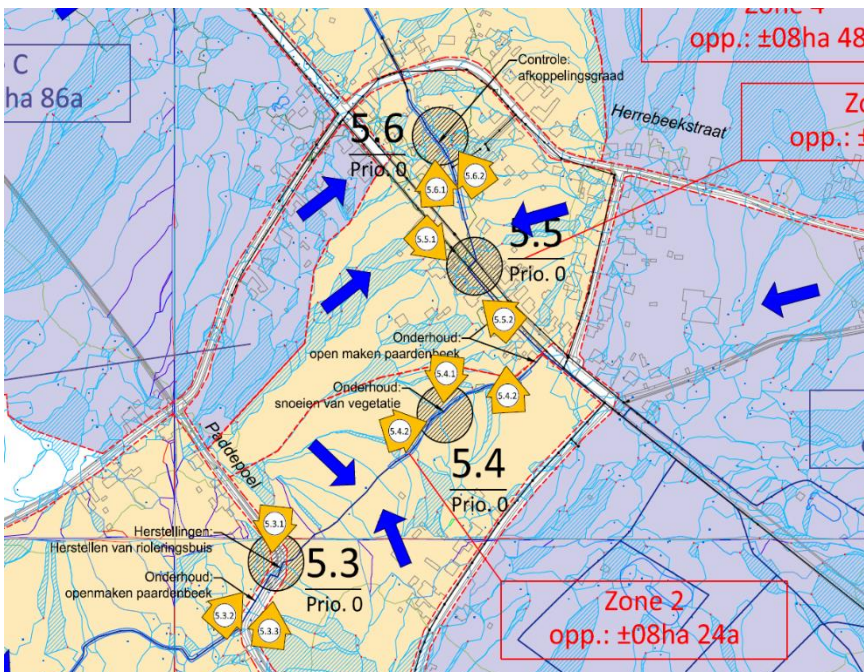 Zone 4
opp.: ±08ha 48
C
ha 86a
Controle:
afkoppelingsgraad
Herrebeekstraat
opp.: ±
5.6
Prio. 0
5.6.1
5.6.2
5.5.1
5.5
Prio. 0
5.5.2
Onderhoud:
open maken paardenbeek
5.4.1
Onderhoud:
snoeien van vegetatie
5.4.2
5.4.2
5.4
Prio. 0
Paddepoel
5.3.1
Herstellingen:
Herstellen van rioleringsbuis
5.3
Prio. 0
Onderhoud:
openmaken paardenbeek
5.3.2
5.3.3
Zone 2
opp.: ±08ha 24a